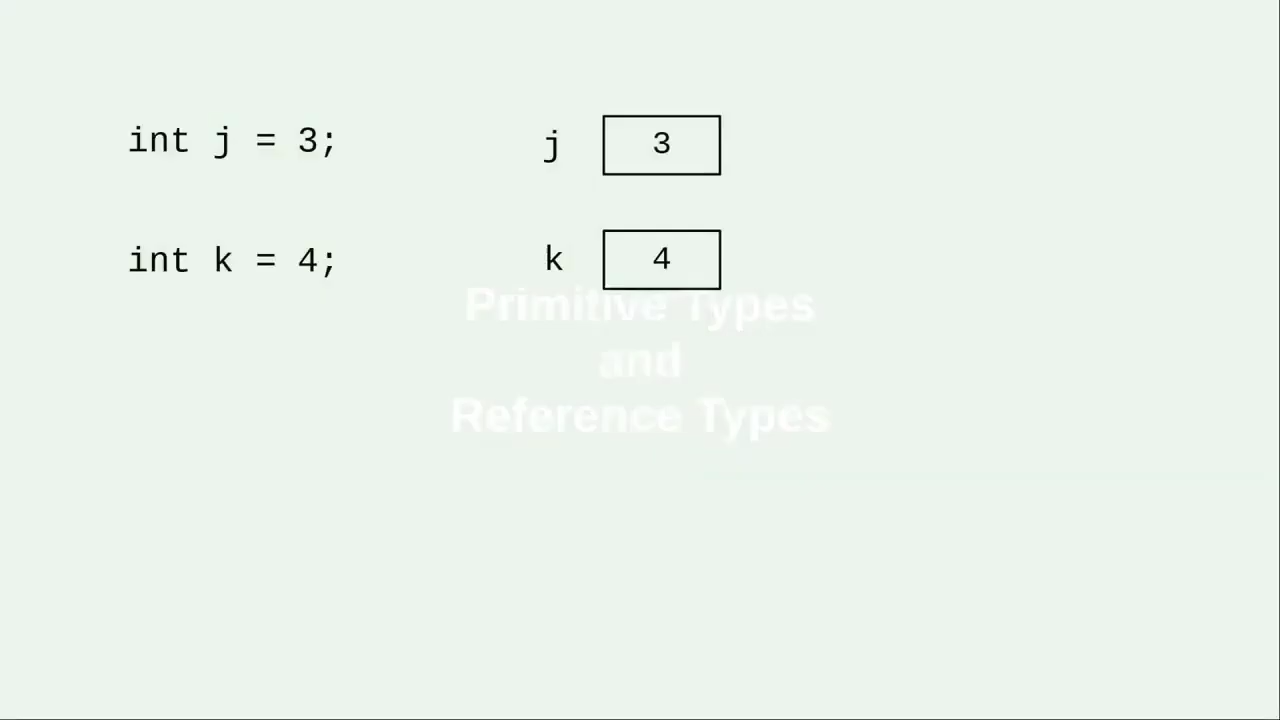 int j = 3;
j
3
int k = 4;
k
4
Primitive Types
and
Reference Types